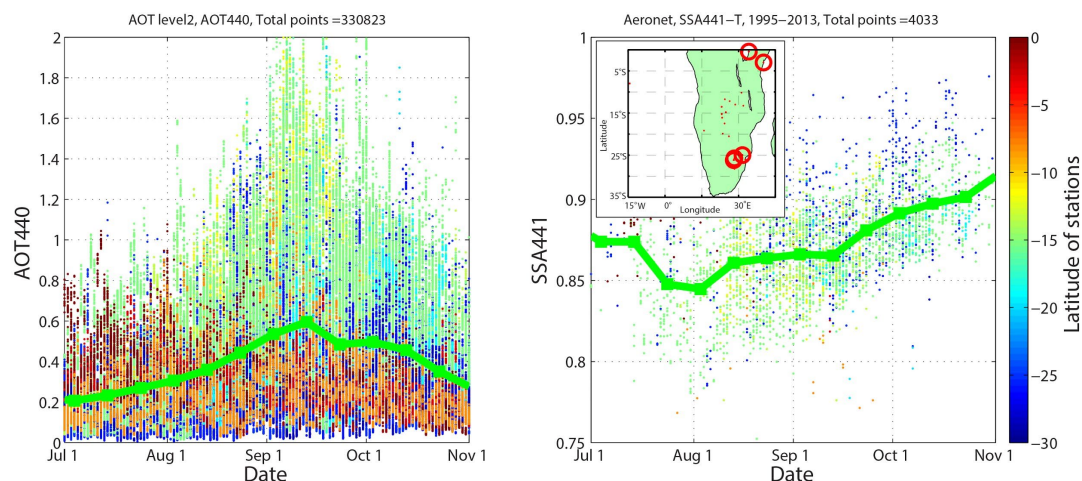 AOT level2, AOT440, Total points =330823
2
1.8
1.6
1.4
1.2
1
0.8
0.6
0.4
0.2
0
AOT440
Jul 1 Aug 1 Sep 1 Oct 1 Nov 1
Date
Aeronet, SSA441-T, 1995-2013, Total points=4033
1
0.95
0.9
0.85
0.8
0.75
SSA441
Jul 1 Aug 1 Sep 1 Oct 1 Nov 1
Date
5°S
15°S
25°S
35°S
Latitude
15°W 0° 30°E
Longitude
0
-5
-10
-15
-20
-25
-30
Latitude of stations